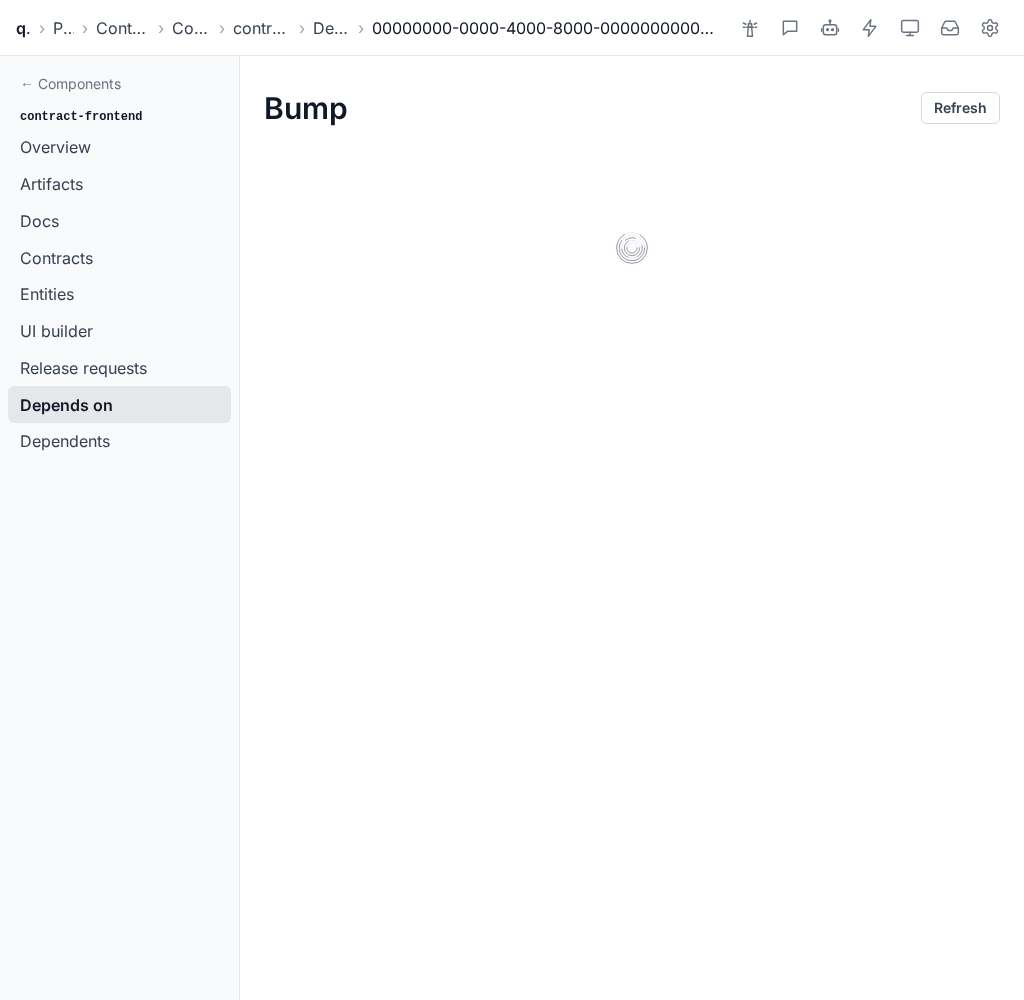 q. › P... › Cont... › Co... › contr... › De... › 00000000-0000-4000-8000-0000000000...
← Components
contract-frontend
Overview
Artifacts
Docs
Contracts
Entities
UI builder
Release requests
Depends on
Dependents
Bump
Refresh